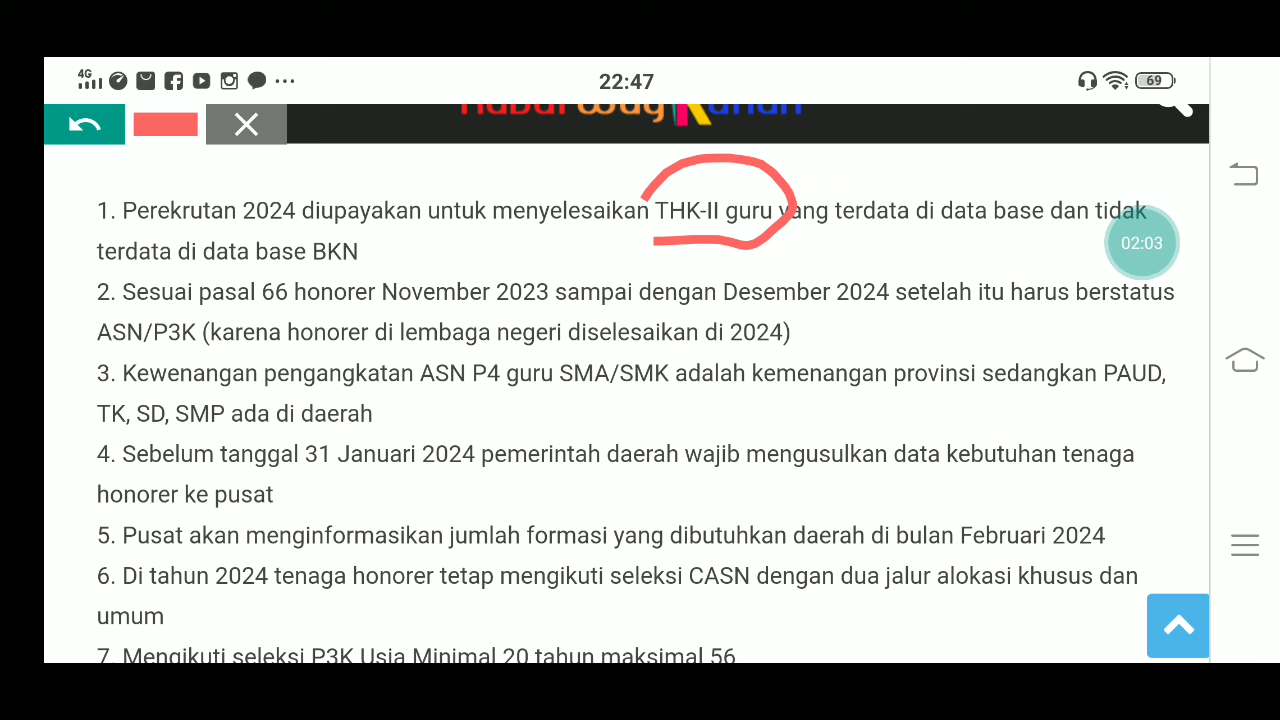 4G
22:47
69
Kabar Way Kanan
1. Perekrutan 2024 diupayakan untuk menyelesaikan THK-II guru yang terdata di data base dan tidak
terdata di data base BKN
02:03
2. Sesuai pasal 66 honorer November 2023 sampai dengan Desember 2024 setelah itu harus berstatus
ASN/P3K (karena honorer di lembaga negeri diselesaikan di 2024)
3. Kewenangan pengangkatan ASN P4 guru SMA/SMK adalah kemenangan provinsi sedangkan PAUD,
TK, SD, SMP ada di daerah
4. Sebelum tanggal 31 Januari 2024 pemerintah daerah wajib mengusulkan data kebutuhan tenaga
honorer ke pusat
5. Pusat akan menginformasikan jumlah formasi yang dibutuhkan daerah di bulan Februari 2024
6. Di tahun 2024 tenaga honorer tetap mengikuti seleksi CASN dengan dua jalur alokasi khusus dan
umum
7. Mengikuti seleksi P3K Usia Minimal 20 tahun maksimal 56